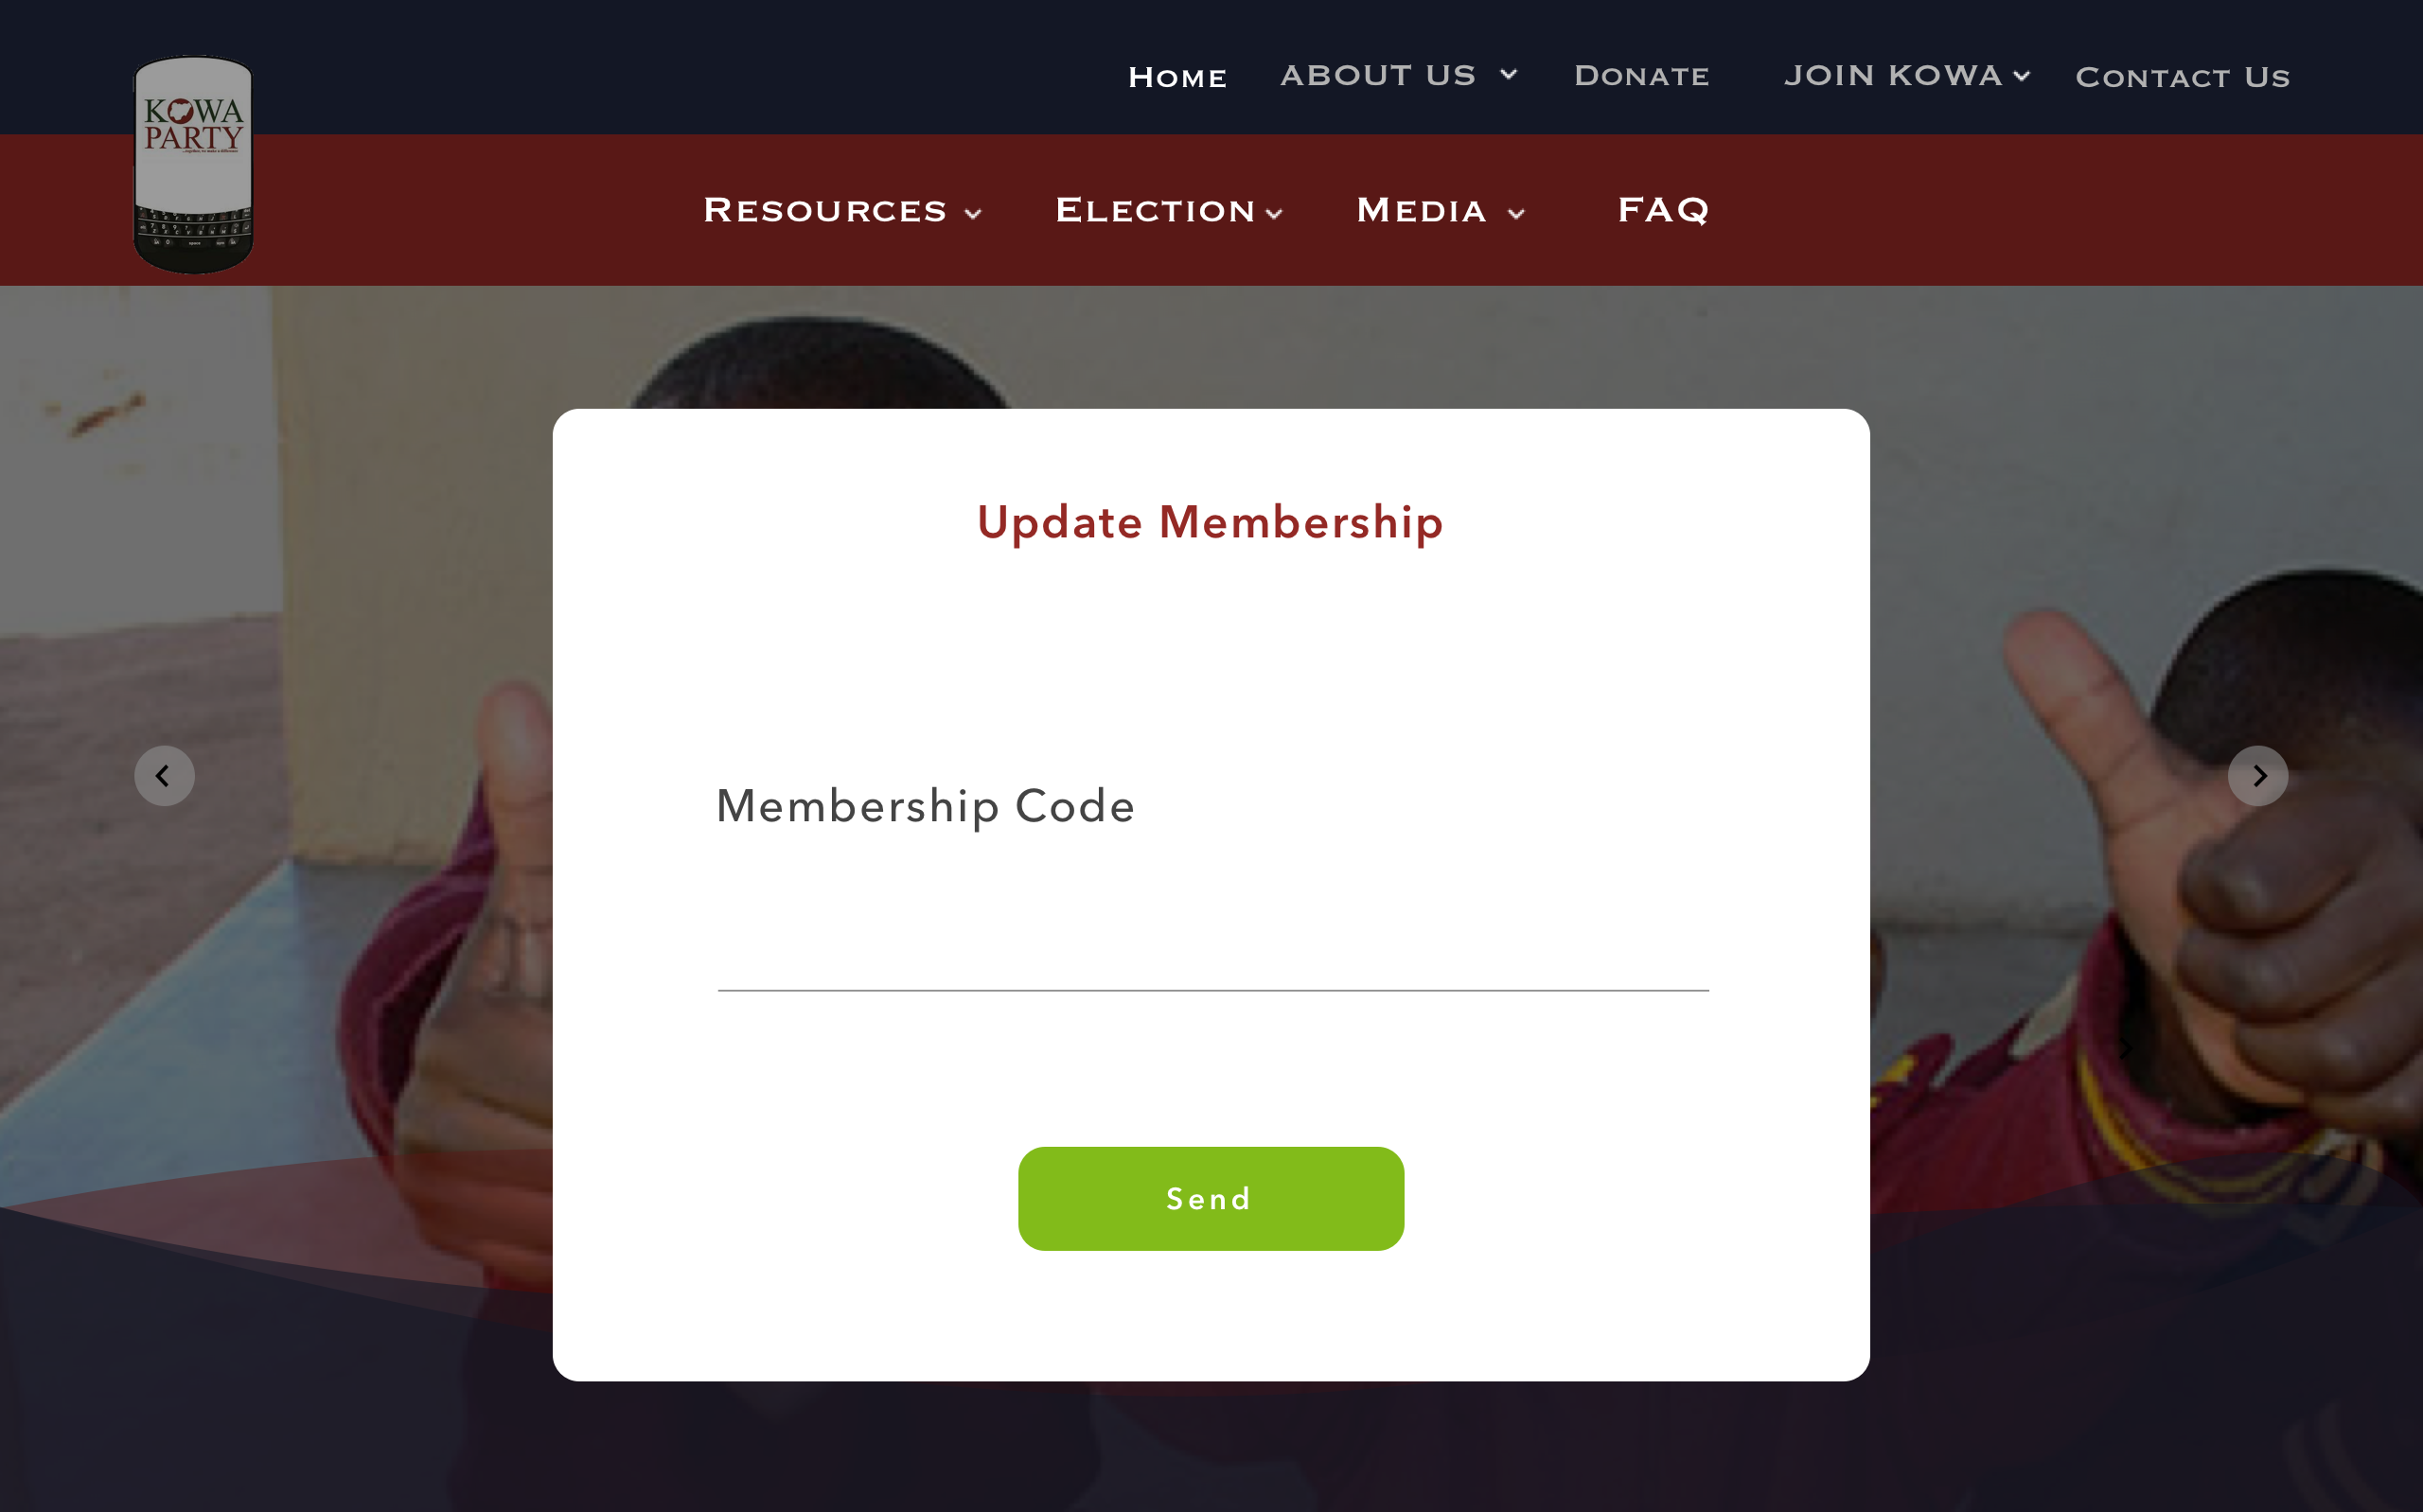 Home ABOUT US Donate JOIN KOWA Contact Us
KOWA
PARTY
Resources Election Media FAQ
Update Membership
Membership Code
Send